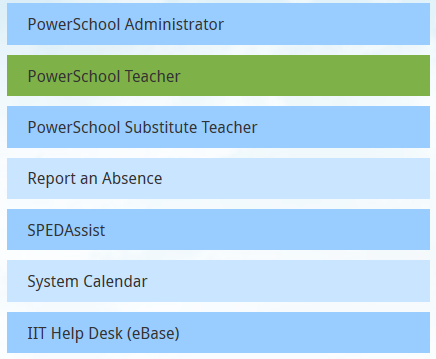 PowerSchool Administrator
PowerSchool Teacher
PowerSchool Substitute Teacher
Report an Absence
SPEDAssist
System Calendar
IIT Help Desk (eBase)